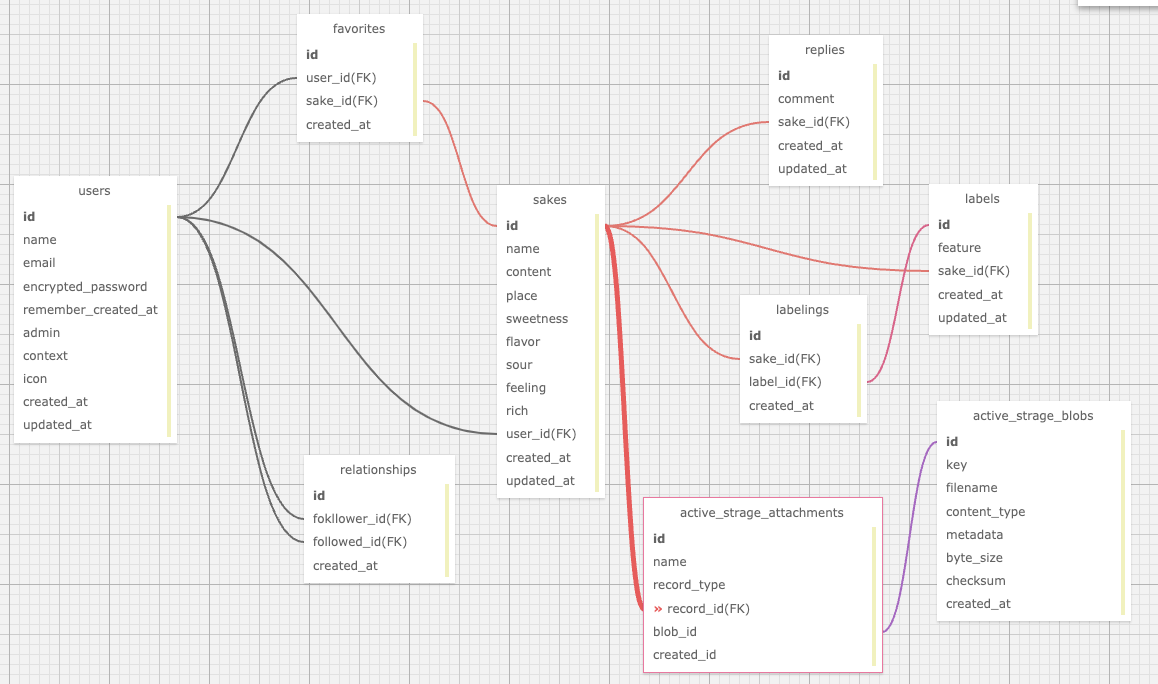 favorites
id
user_id(FK)
sake_id(FK)
created_at
replies
id
comment
sake_id(FK)
created_at
updated_at
users
id
name
email
encrypted_password
remember_created_at
admin
context
icon
created_at
updated_at
sakes
id
name
content
place
sweetness
flavor
sour
feeling
rich
user_id(FK)
created_at
updated_at
labels
id
feature
sake_id(FK)
created_at
updated_at
labelings
id
sake_id(FK)
label_id(FK)
created_at
relationships
id
fokllower_id(FK)
followed_id(FK)
created_at
active_strage_attachments
id
name
record_type
» record_id(FK)
blob_id
created_id
active_strage_blobs
id
key
filename
content_type
metadata
byte_size
checksum
created_at